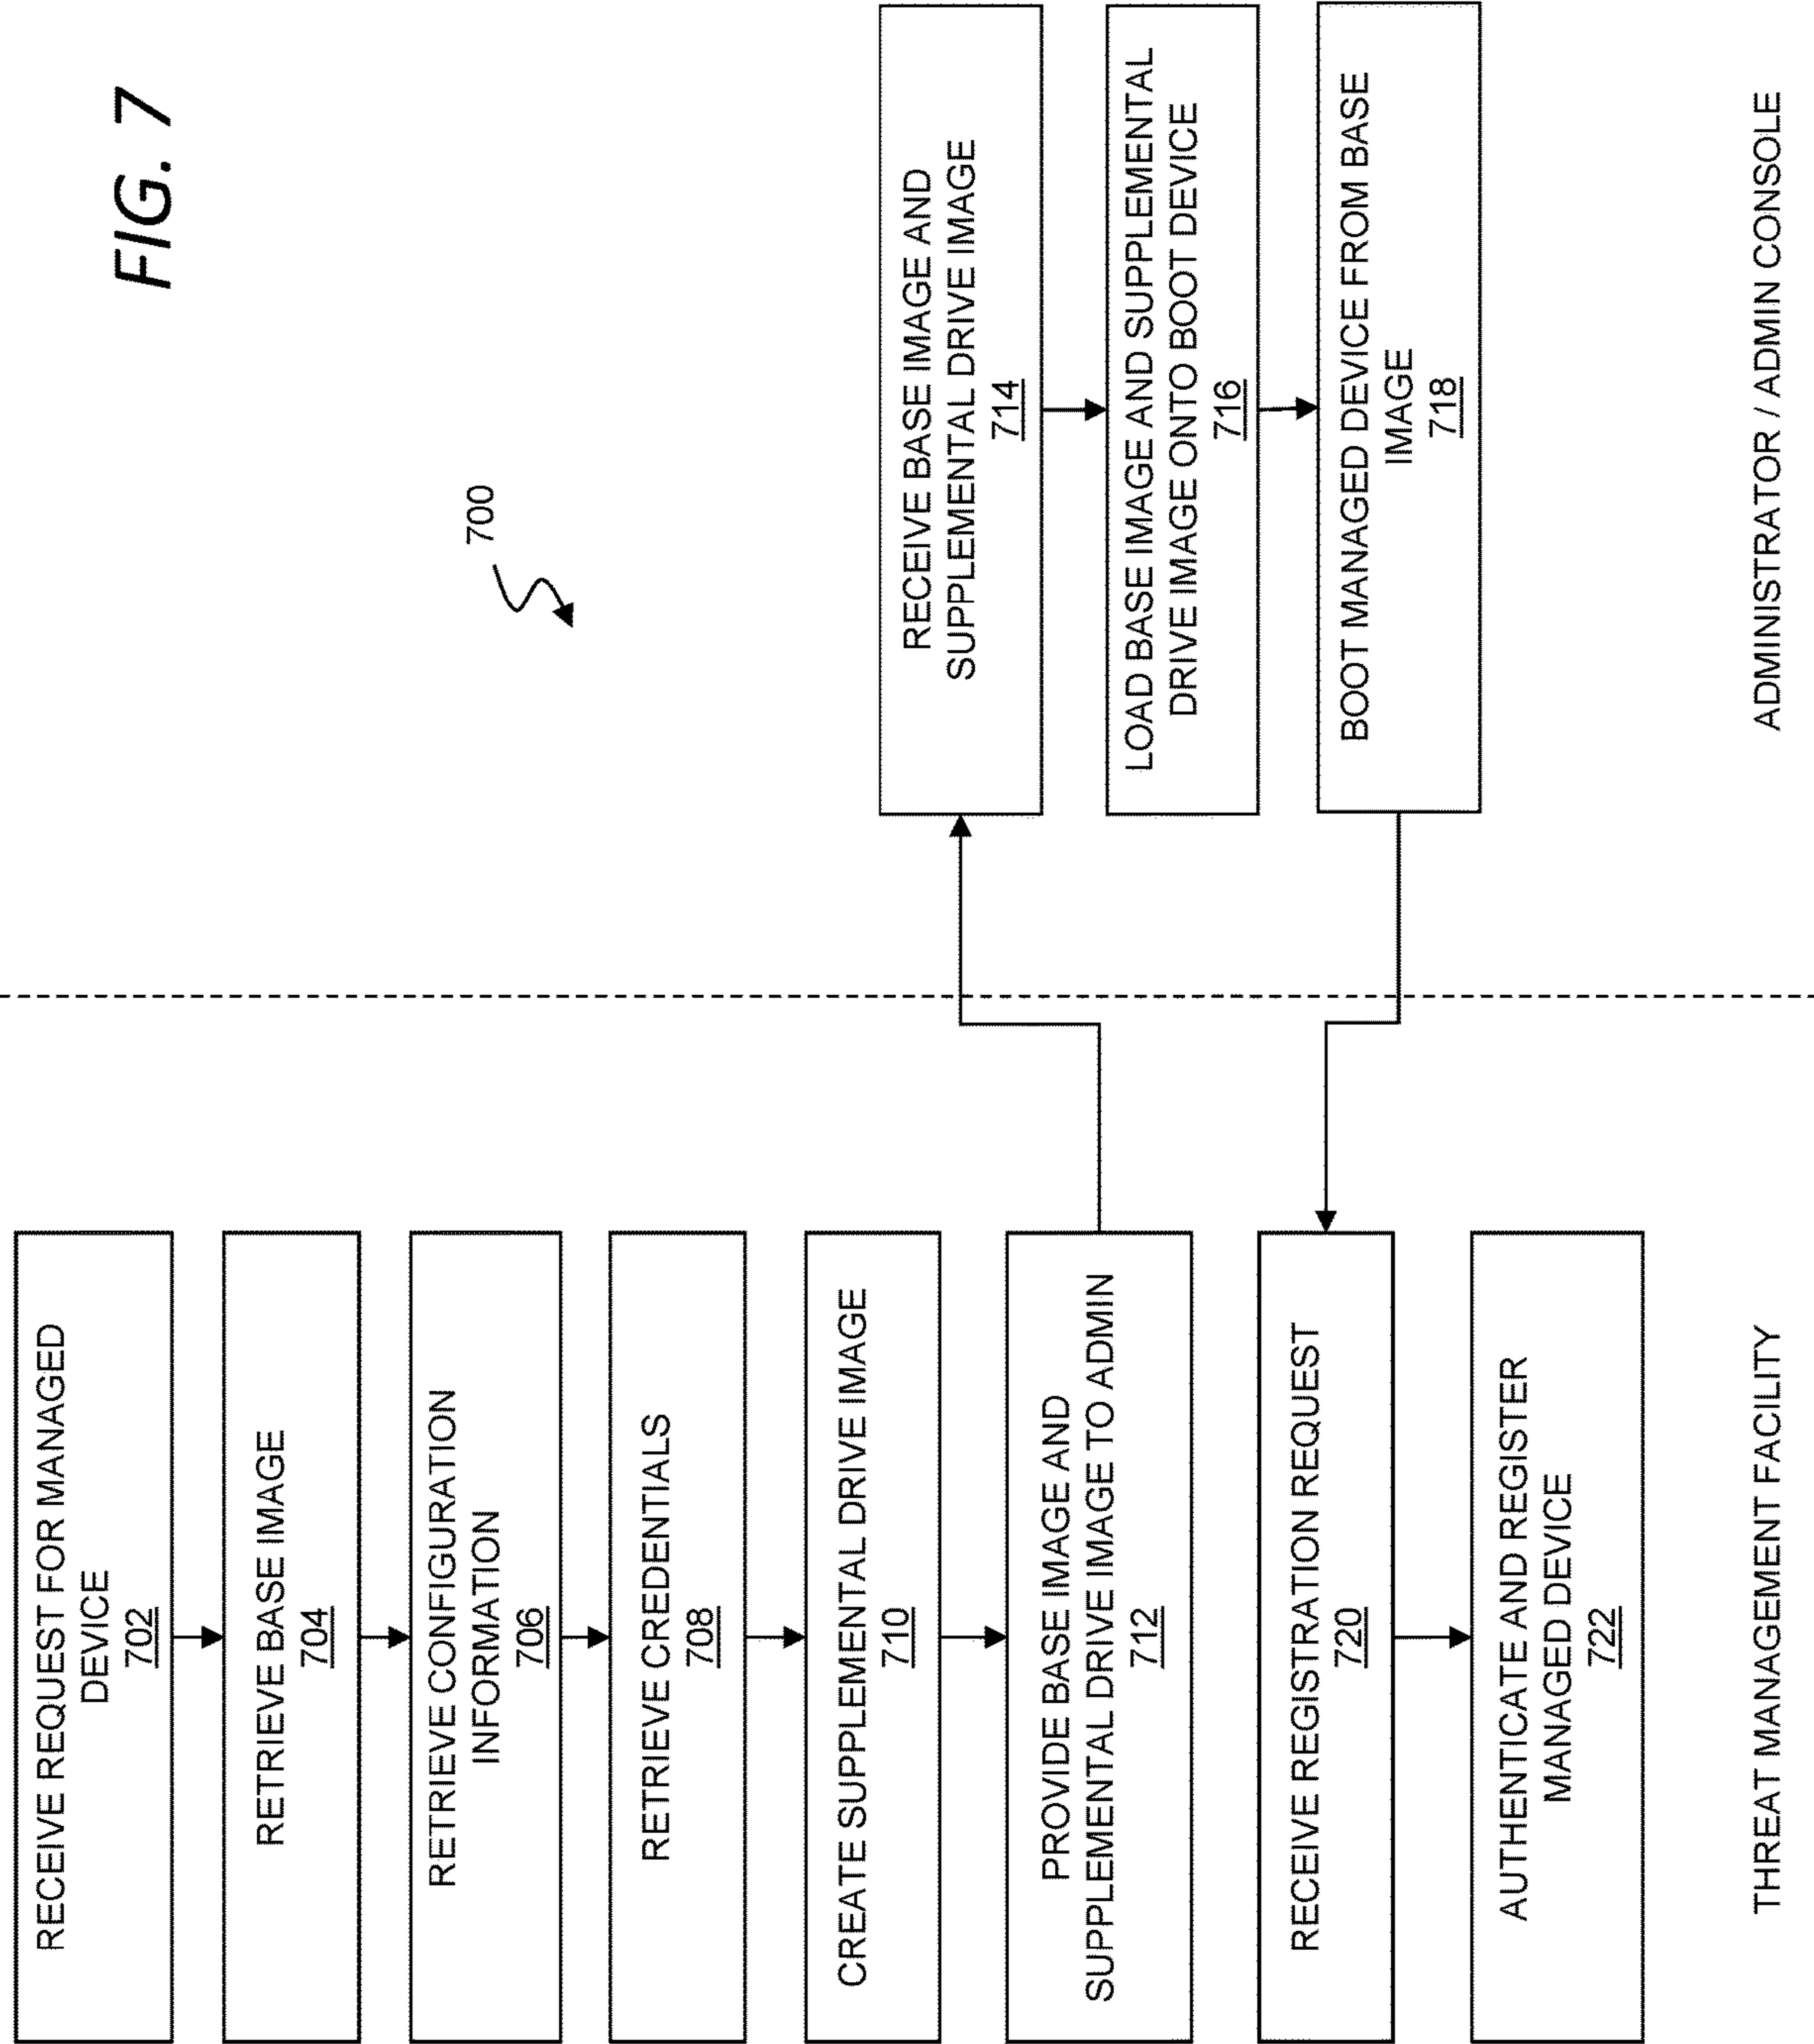 FIG. 7
700
RECEIVE REQUEST FOR MANAGED
DEVICE
702
RETRIEVE BASE IMAGE
704
RETRIEVE CONFIGURATION
INFORMATION
706
RETRIEVE CREDENTIALS
708
CREATE SUPPLEMENTAL DRIVE IMAGE
710
PROVIDE BASE IMAGE AND
SUPPLEMENTAL DRIVE IMAGE TO ADMIN
712
RECEIVE BASE IMAGE AND
SUPPLEMENTAL DRIVE IMAGE
714
LOAD BASE IMAGE AND SUPPLEMENTAL
DRIVE IMAGE ONTO BOOT DEVICE
716
BOOT MANAGED DEVICE FROM BASE
IMAGE
718
RECEIVE REGISTRATION REQUEST
720
AUTHENTICATE AND REGISTER
MANAGED DEVICE
722
THREAT MANAGEMENT FACILITY
ADMINISTRATOR / ADMIN CONSOLE